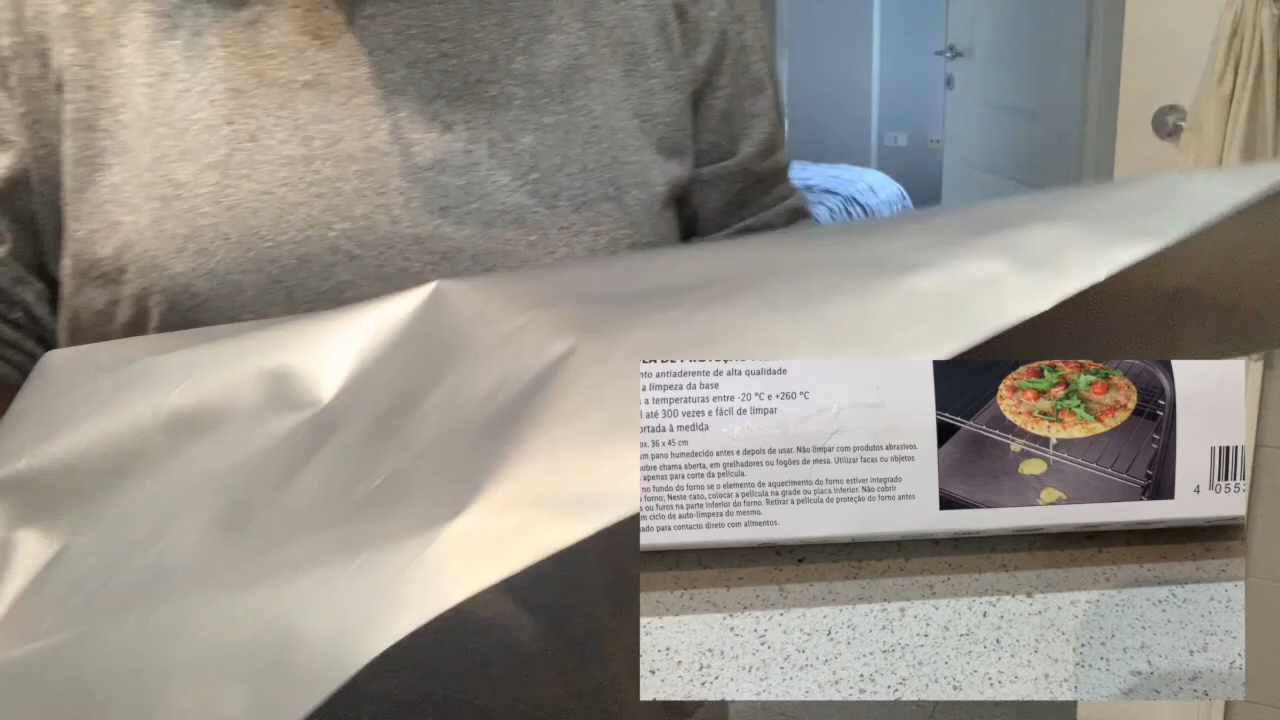 nto antiaderente de alta qualidade
a limpeza da base
a temperaturas entre -20 °C e +260 °C
até 300 vezes e fácil de limpar
ortada à medida
ox. 36 x 45 cm
um pano humedecido antes e depois de usar. Não limpar com produtos abrasivos.
obre chama aberta, em grelhadores ou fogões de mesa. Utilizar facas ou objetos
apenas para corte da película.
no fundo do forno se o elemento de aquecimento do forno estiver integrado
forno; Neste caso, colocar a película na grade ou placa inferior. Não cobrir
s ou furos na parte inferior do forno. Retirar a película de proteção do forno antes
m ciclo de auto-limpeza do mesmo.
ado para contacto direto com alimentos.
4 055